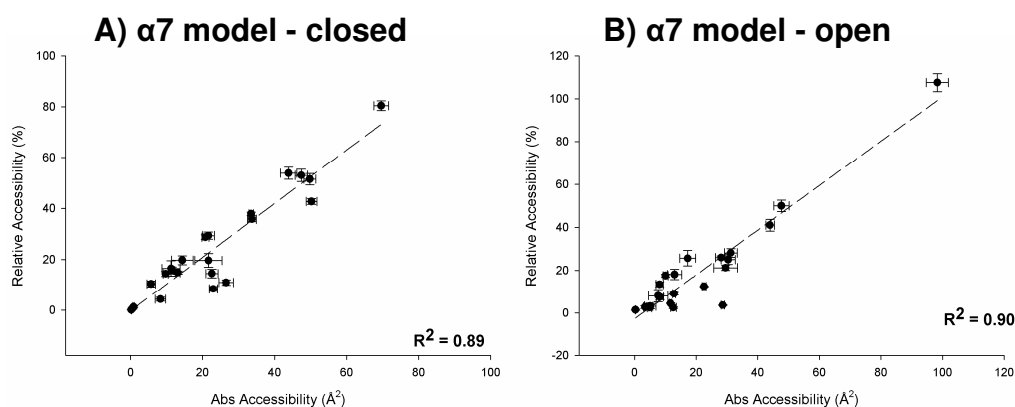 A) α7 model - closed
100
80
60
40
20
0
Relative Accessibility (%)
R² = 0.89
0 20 40 60 80 100
Abs Accessibility (Å²)
B) α7 model - open
120
100
80
60
40
20
0
-20
Relative Accessibility (%)
R² = 0.90
0 20 40 60 80 100 120
Abs Accessibility (Å²)